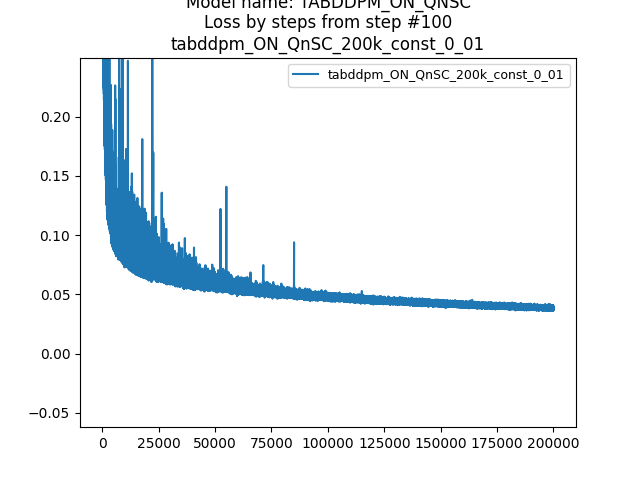 Model name: TABDDPM_ON_QNSC
Loss by steps from step #100
tabddpm_ON_QnSC_200k_const_0_01
tabddpm_ON_QnSC_200k_const_0_01
0.20
0.15
0.10
0.05
0.00
−0.05
0 25000 50000 75000 100000 125000 150000 175000 200000